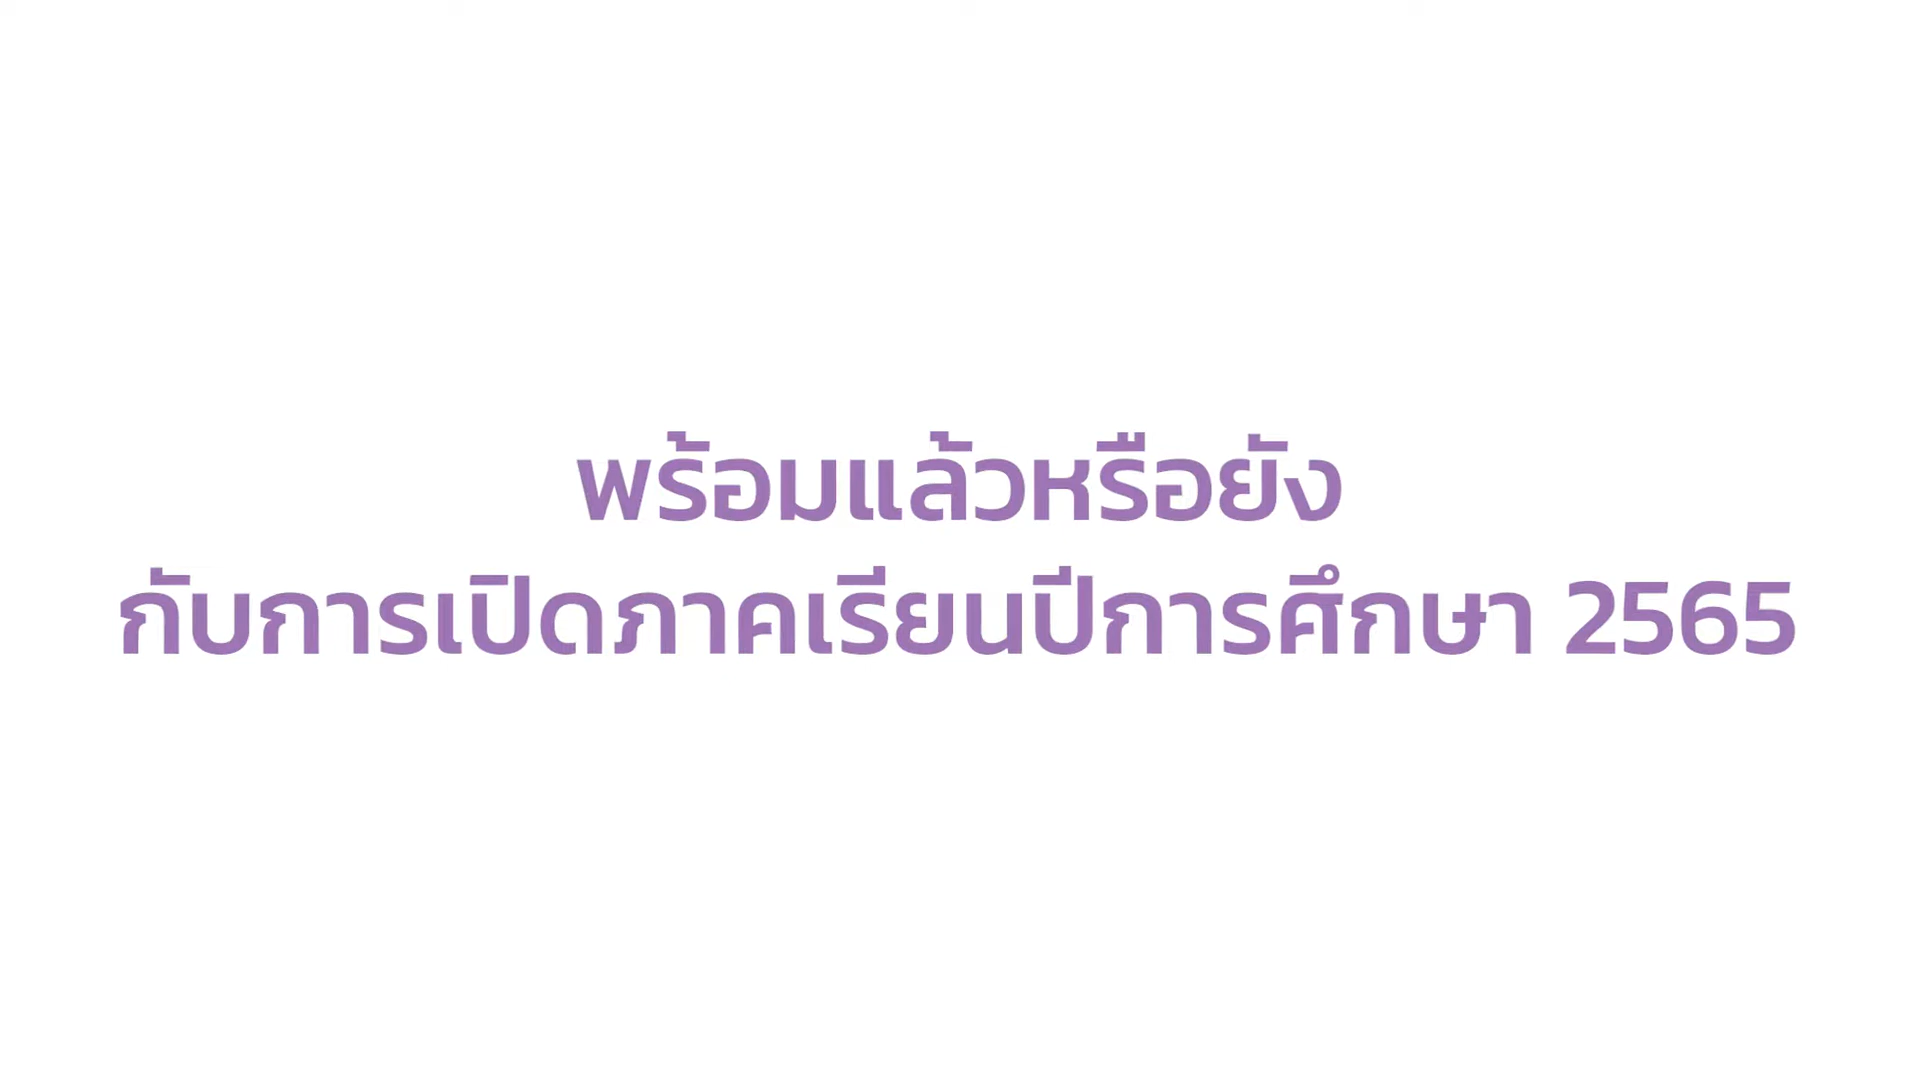 พร้อมแล้วหรือยัง
กับการเปิดภาคเรียนปีการศึกษา 2565